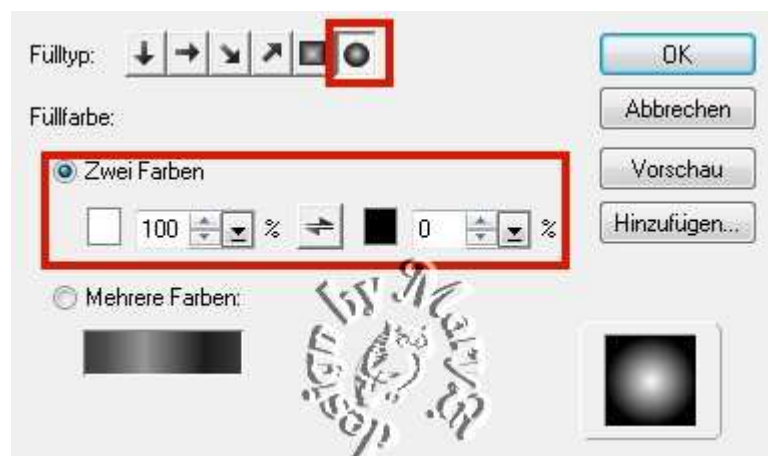 Fülltyp:
OK
Füllfarbe:
Abbrechen
Zwei Farben
Vorschau
100 % 0 %
Hinzufügen...
Mehrere Farben:
design by